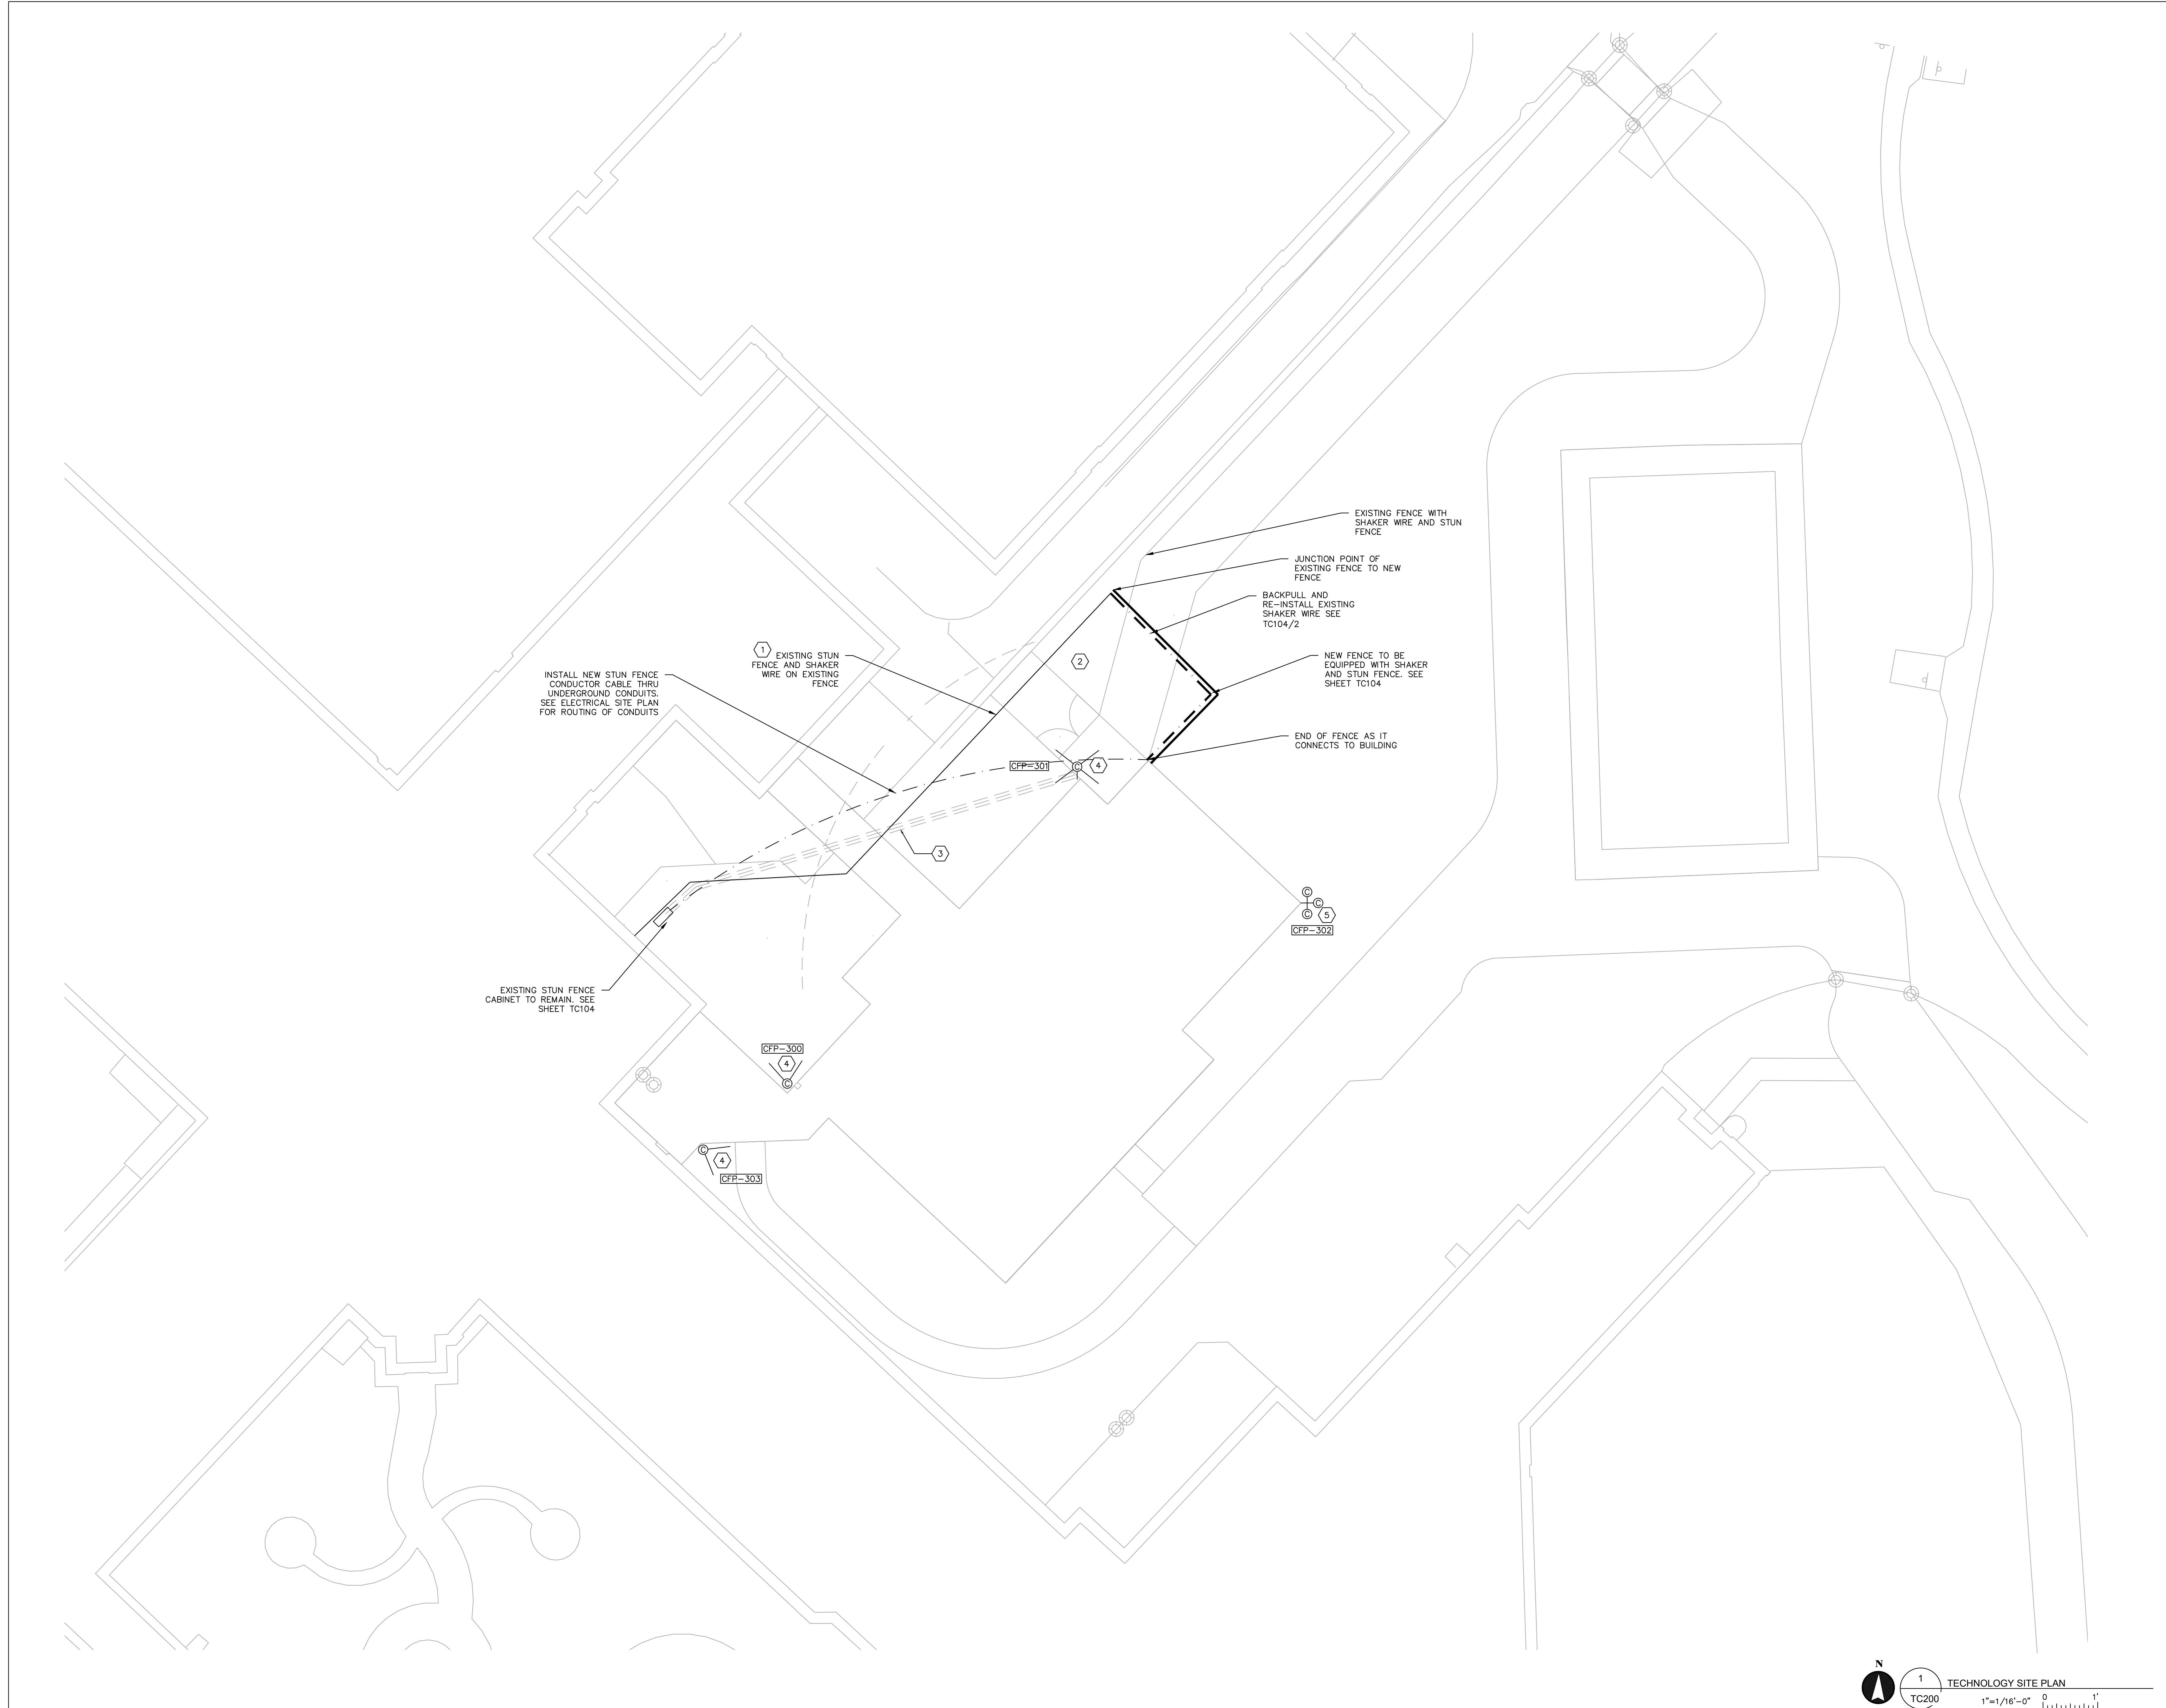 EXISTING FENCE WITH
SHAKER WIRE AND STUN
FENCE
JUNCTION POINT OF
EXISTING FENCE TO NEW
FENCE
BACKPULL AND
RE-INSTALL EXISTING
SHAKER WIRE SEE
TC104/2
1
EXISTING STUN
FENCE AND SHAKER
WIRE ON EXISTING
FENCE
2
NEW FENCE TO BE
EQUIPPED WITH SHAKER
AND STUN FENCE. SEE
SHEET TC104
INSTALL NEW STUN FENCE
CONDUCTOR CABLE THRU
UNDERGROUND CONDUITS.
SEE ELECTRICAL SITE PLAN
FOR ROUTING OF CONDUITS
END OF FENCE AS IT
CONNECTS TO BUILDING
CFP-301
C
4
3
C
C
C
5
CFP-302
EXISTING STUN FENCE
CABINET TO REMAIN. SEE
SHEET TC104
CFP-300
4
C
C
4
CFP-303
N
1
TC200
TECHNOLOGY SITE PLAN
1"=1/16'-0"
0 1'